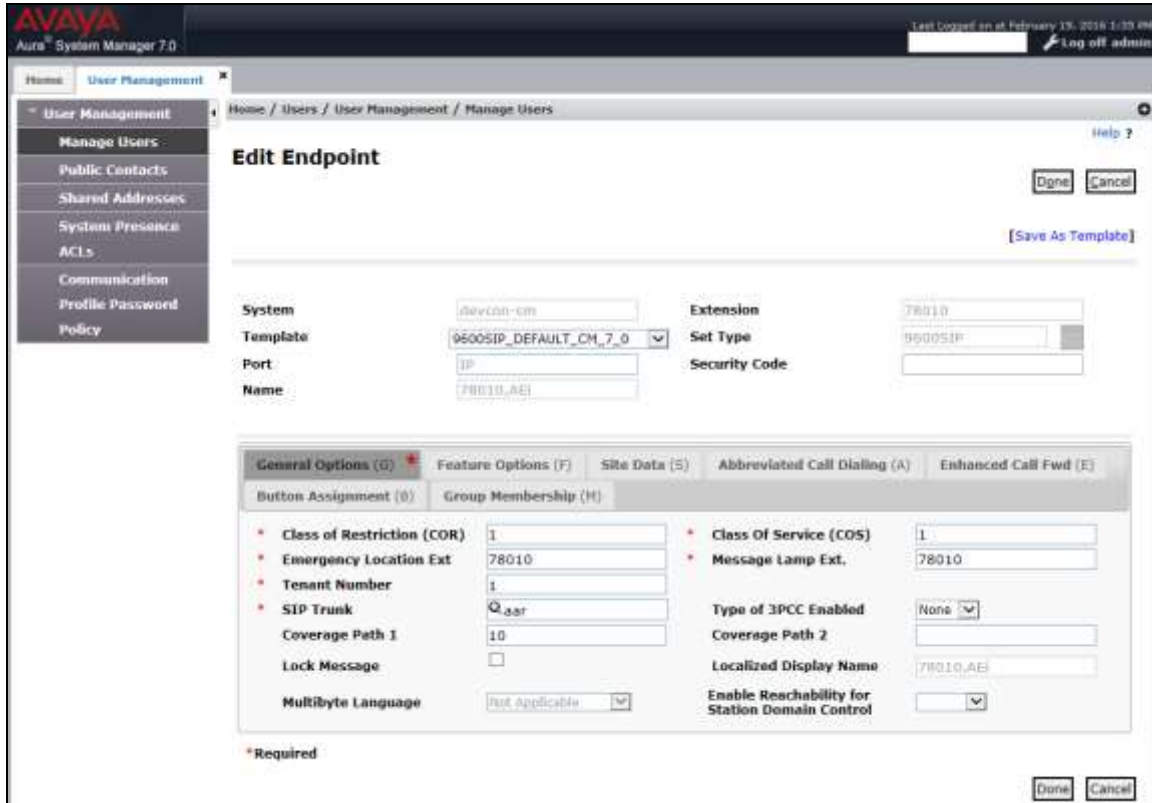 AVAYA
Aura® System Manager 7.0
Last Logged on at February 19, 2016 1:35 PM
Log off admin
Home
User Management
User Management
Manage Users
Public Contacts
Shared Addresses
System Presence
ACLs
Communication
Profile Password
Policy
Home / Users / User Management / Manage Users
Help ?
Edit Endpoint
Done Cancel
[Save As Template]
System devcon-cm Extension 78010
Template 9600SIP_DEFAULT_CM_7_0 Set Type 9600SIP
Port IP Security Code
Name 78010,AEI
General Options (G) * Feature Options (F) Site Data (S) Abbreviated Call Dialing (A) Enhanced Call Fwd (E)
Button Assignment (B) Group Membership (M)
* Class of Restriction (COR) 1 * Class Of Service (COS) 1
* Emergency Location Ext 78010 * Message Lamp Ext. 78010
* Tenant Number 1
* SIP Trunk aar Type of 3PCC Enabled None
Coverage Path 1 10 Coverage Path 2
Lock Message Localized Display Name 78010,AEI
Multibyte Language Not Applicable Enable Reachability for
Station Domain Control
*Required
Done Cancel